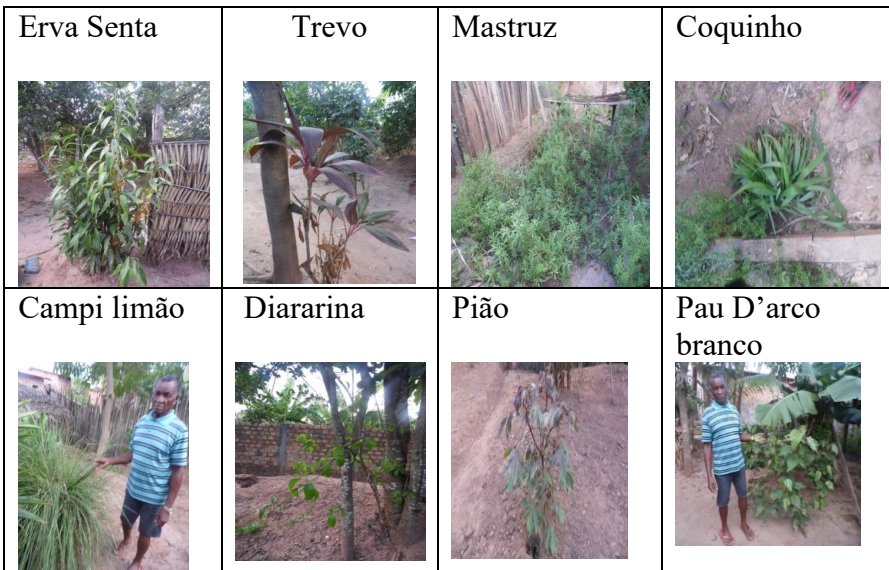 Erva Senta
Trevo
Mastruz
Coquinho
Campi limão
Diararina
Pião
Pau D’arco
branco